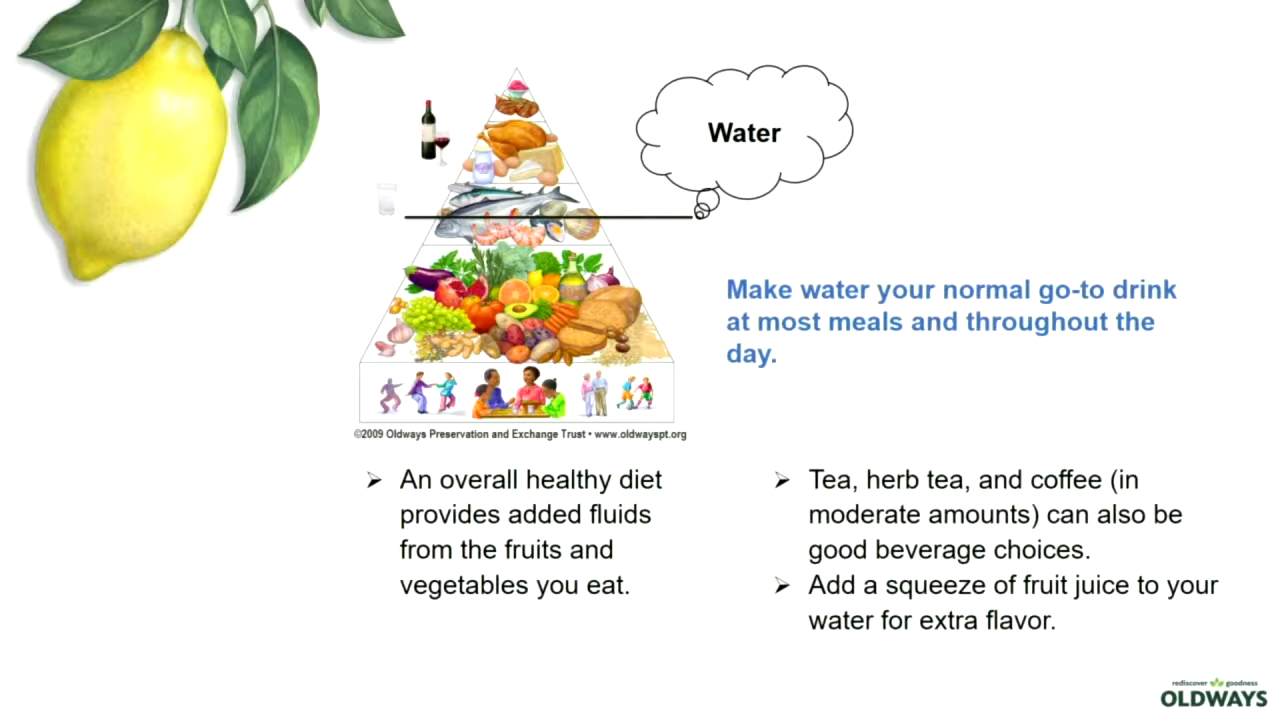 Water
Make water your normal go-to drink
at most meals and throughout the
day.
©2009 Oldways Preservation and Exchange Trust • www.oldwayspt.org
➢ An overall healthy diet
provides added fluids
from the fruits and
vegetables you eat.
➢ Tea, herb tea, and coffee (in
moderate amounts) can also be
good beverage choices.
➢ Add a squeeze of fruit juice to your
water for extra flavor.
rediscover goodness
OLDWAYS